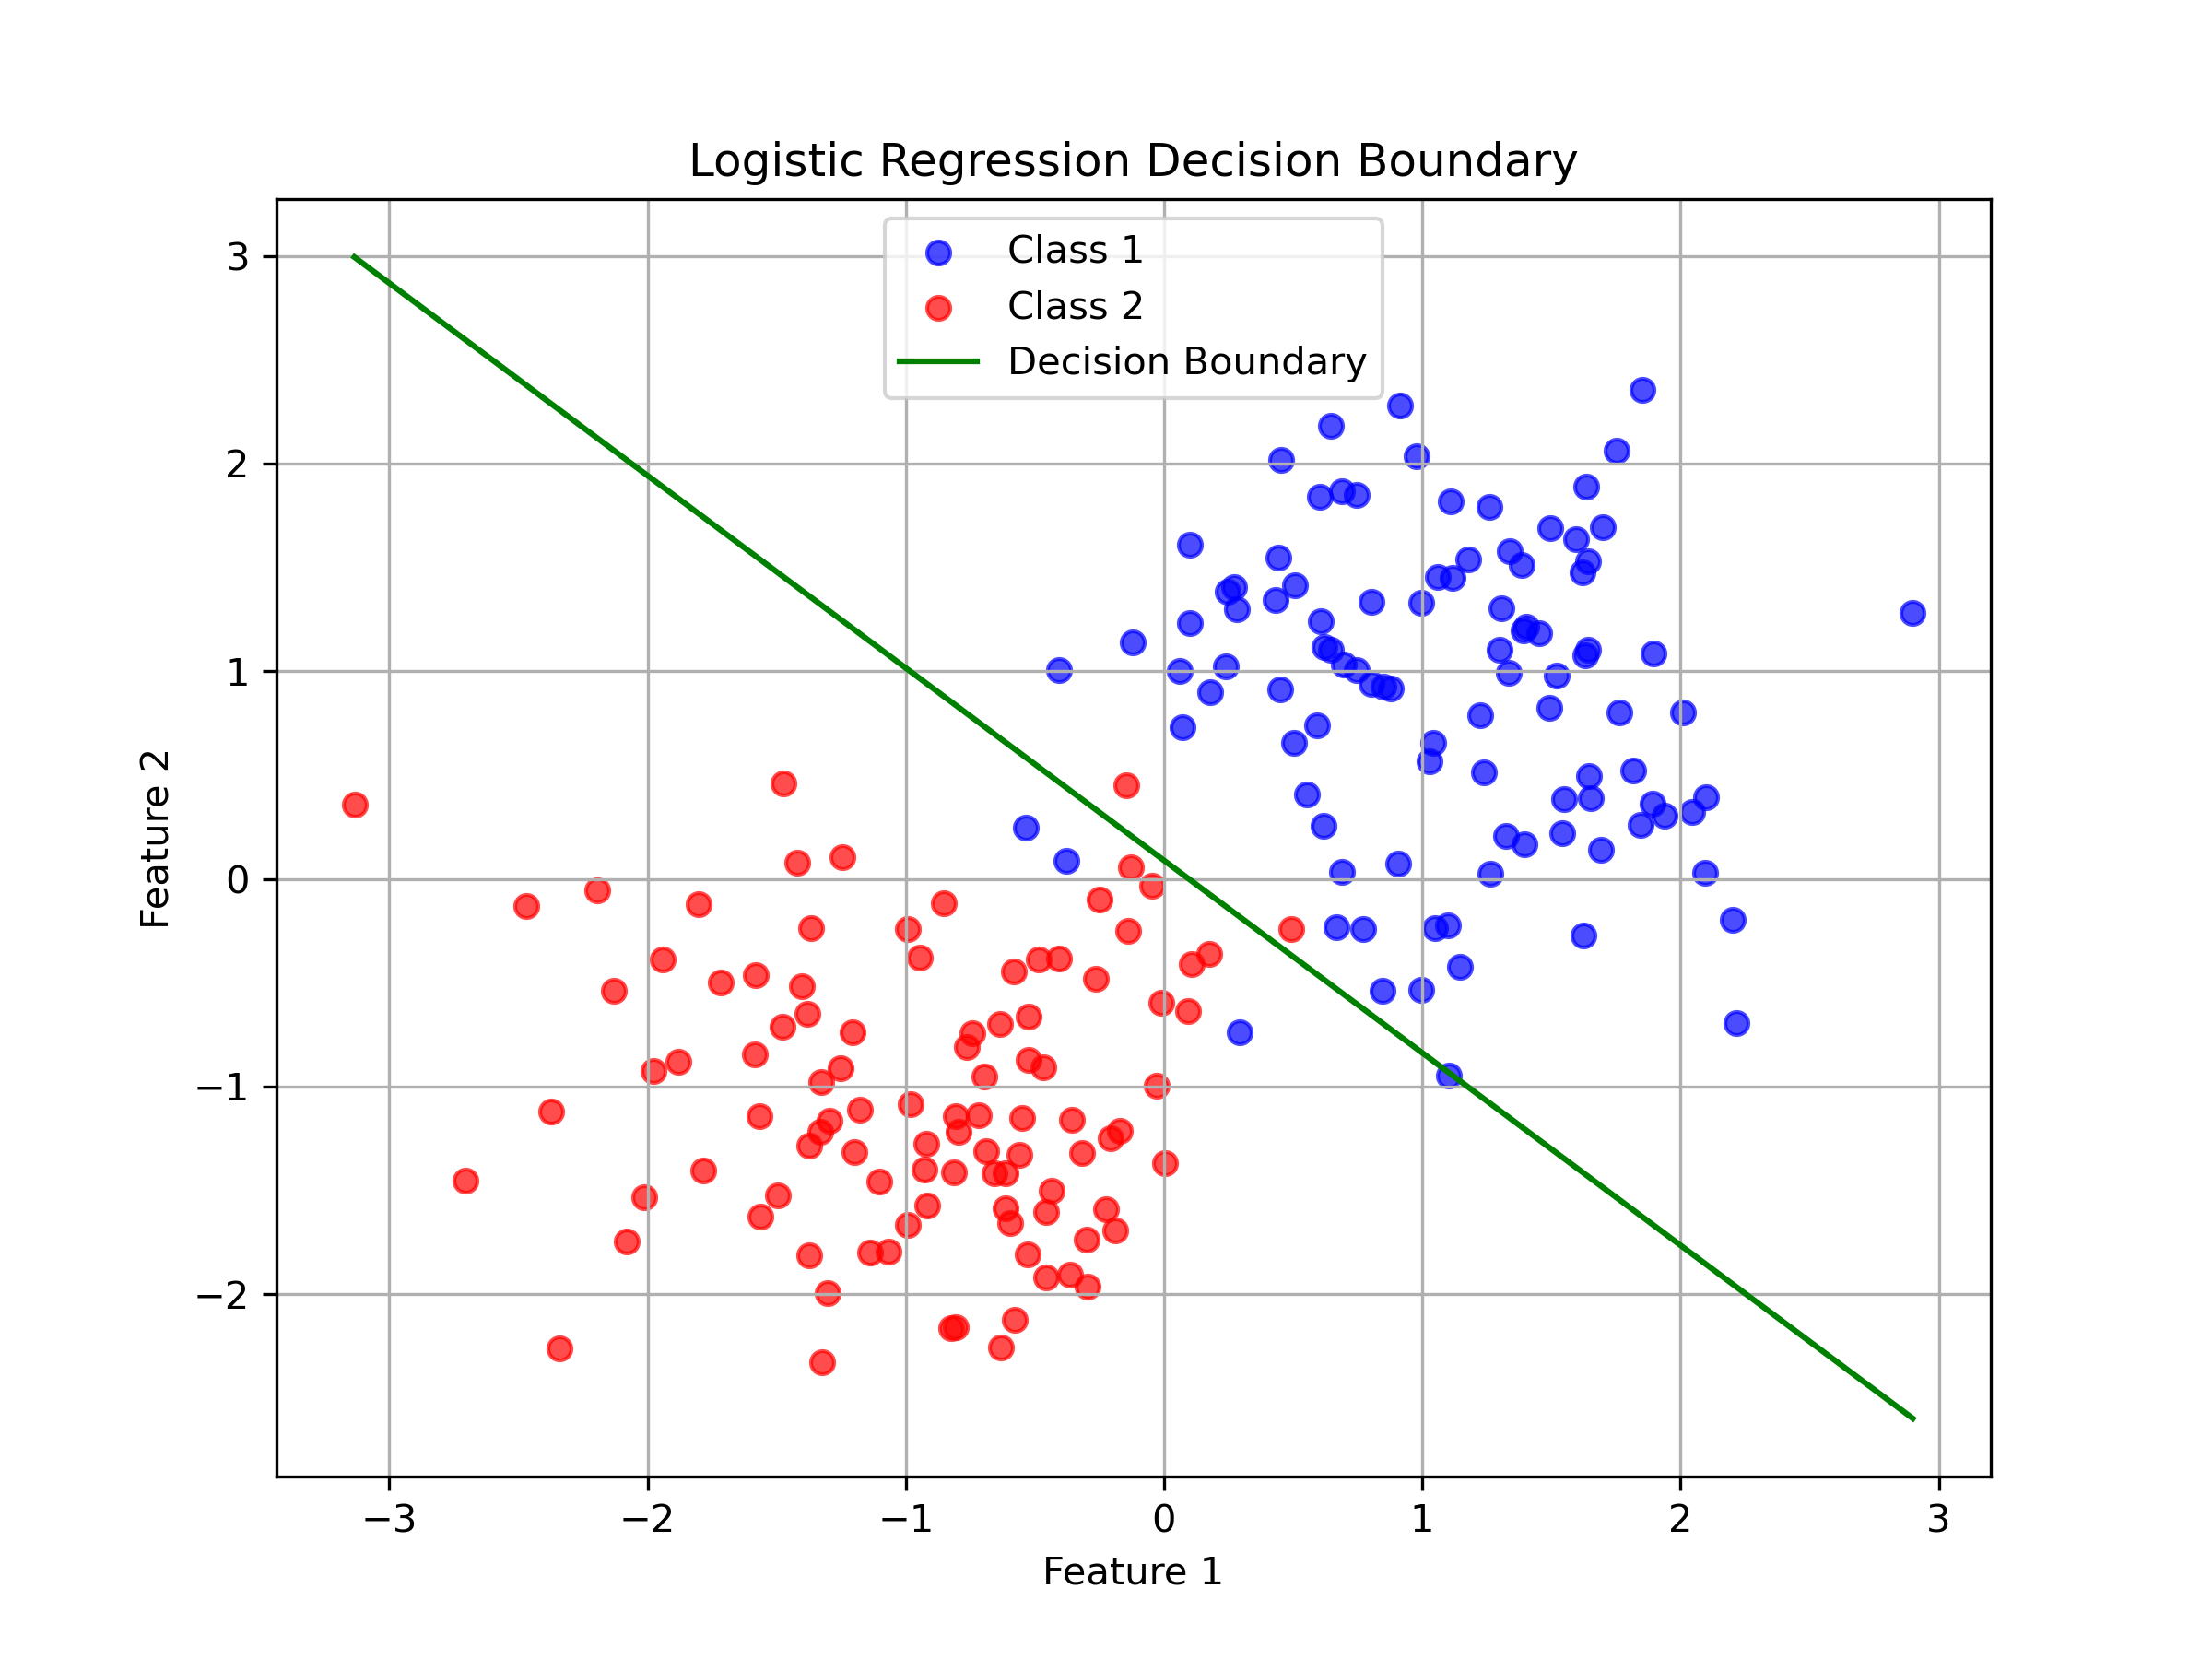 Logistic Regression Decision Boundary
Class 1
Class 2
Decision Boundary
3
2
1
0
−1
−2
Feature 2
−3
−2
−1
0
1
2
3
Feature 1